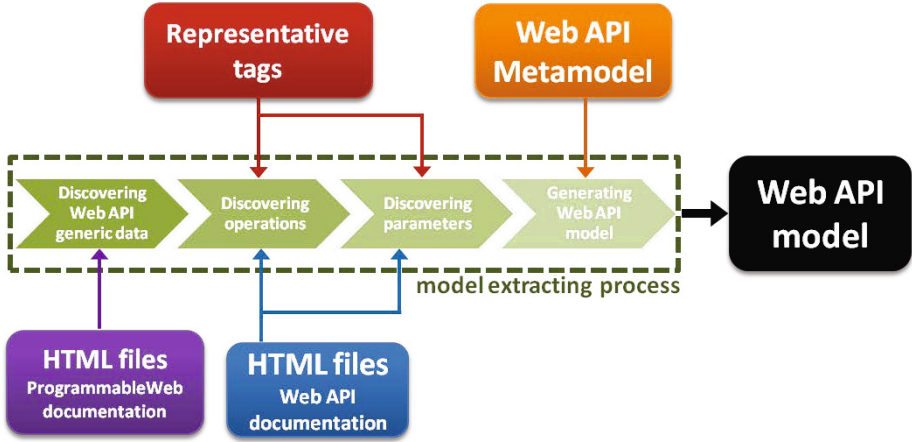 Representative
tags
Web API
Metamodel
Discovering
Web API
generic data
Discovering
operations
Discovering
parameters
Generating
Web API
model
Web API
model
model extracting process
HTML files
ProgrammableWeb
documentation
HTML files
Web API
documentation